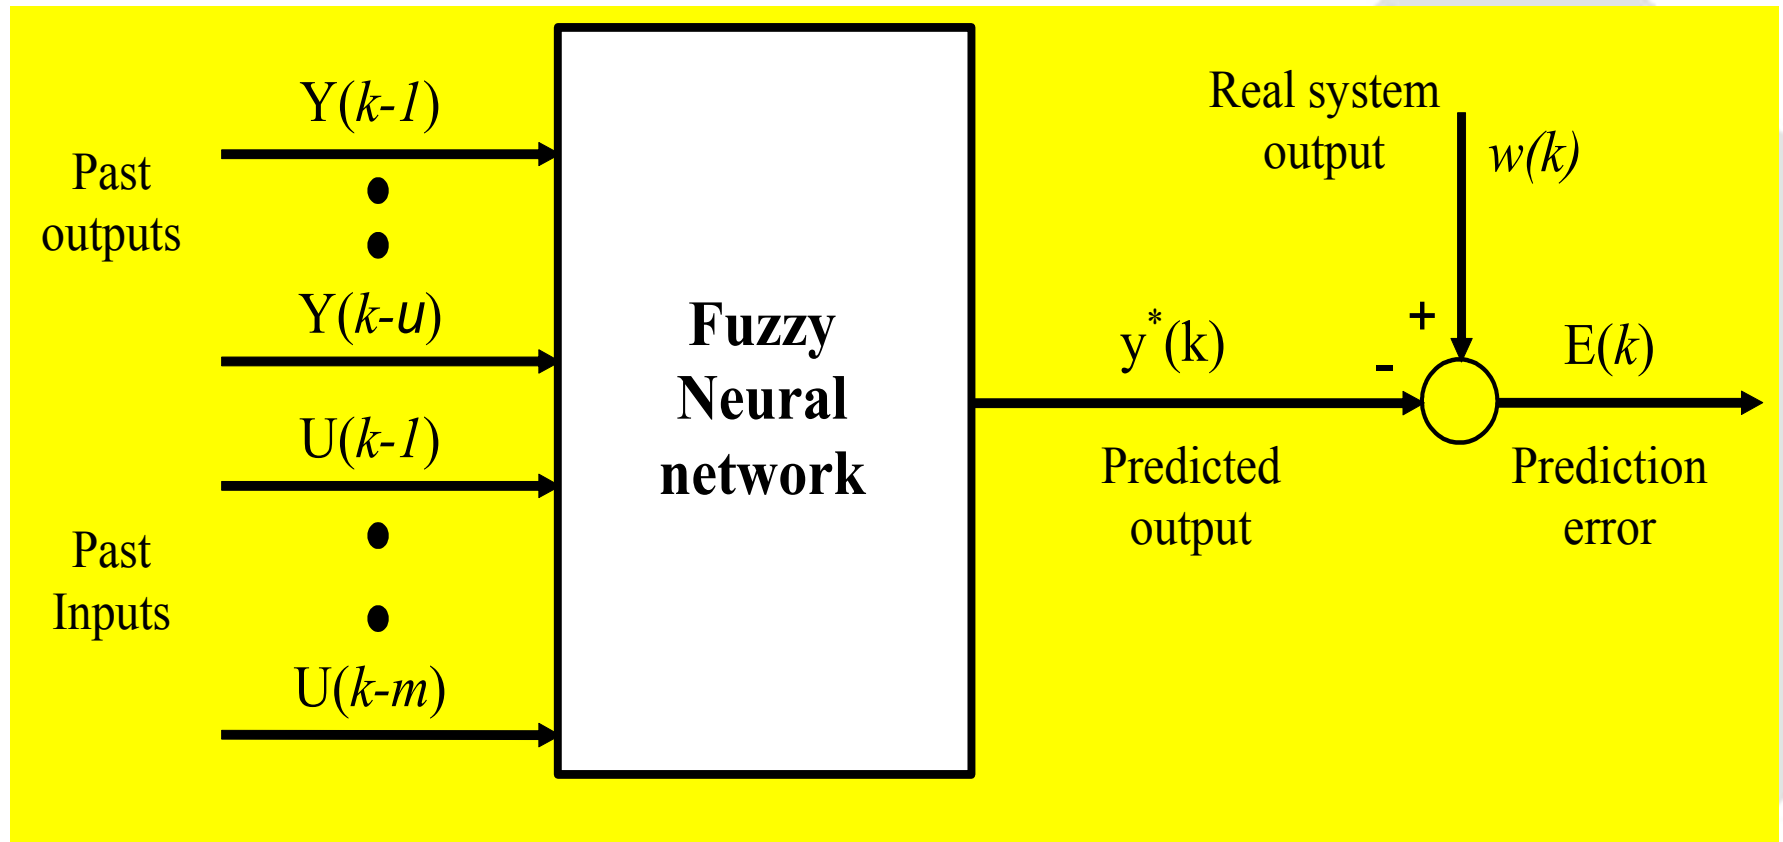 Y(k-1)
Past
outputs
Y(k-u)
U(k-1)
Past
Inputs
U(k-m)
Fuzzy
Neural
network
Real system
output
w(k)
+
-
y*(k)
E(k)
Predicted
output
Prediction
error